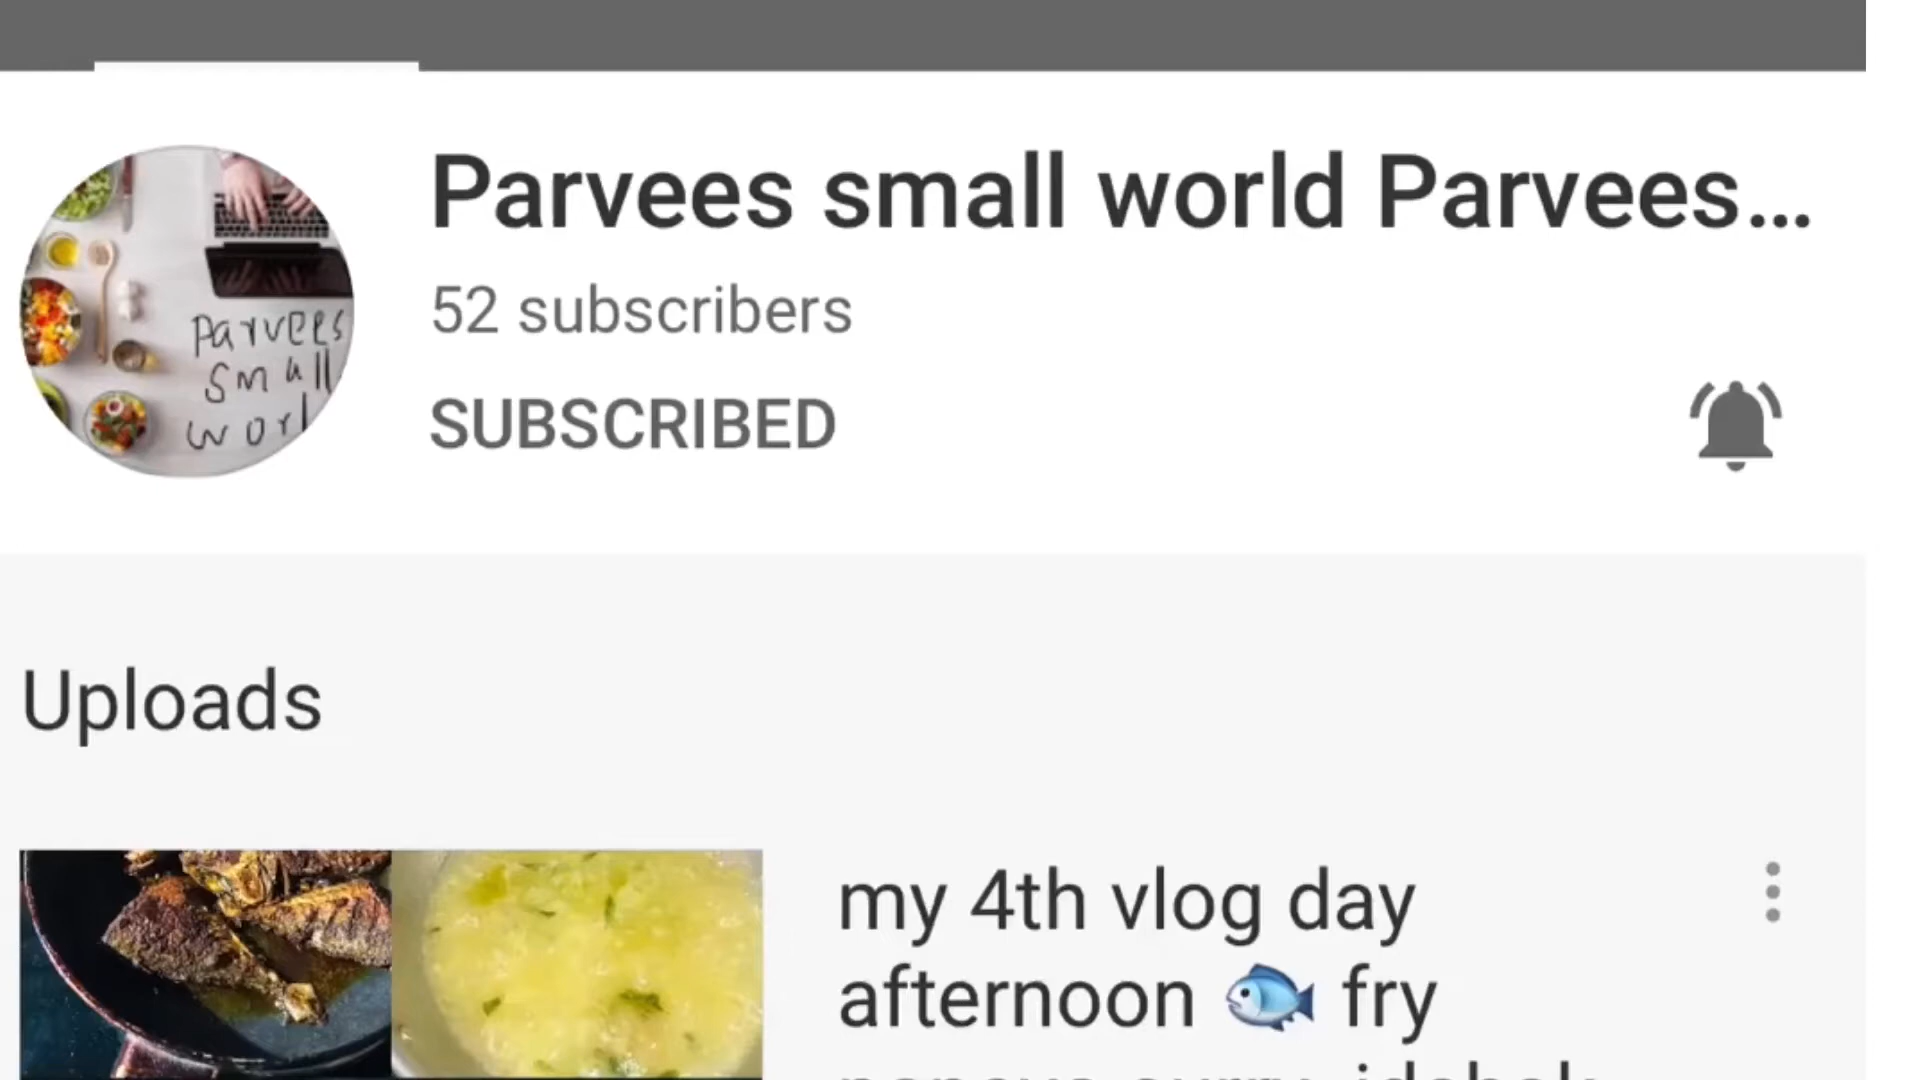 Parvees small world Parvees...
52 subscribers
SUBSCRIBED
parvees
small
worl
Uploads
my 4th vlog day
afternoon 🐟 fry